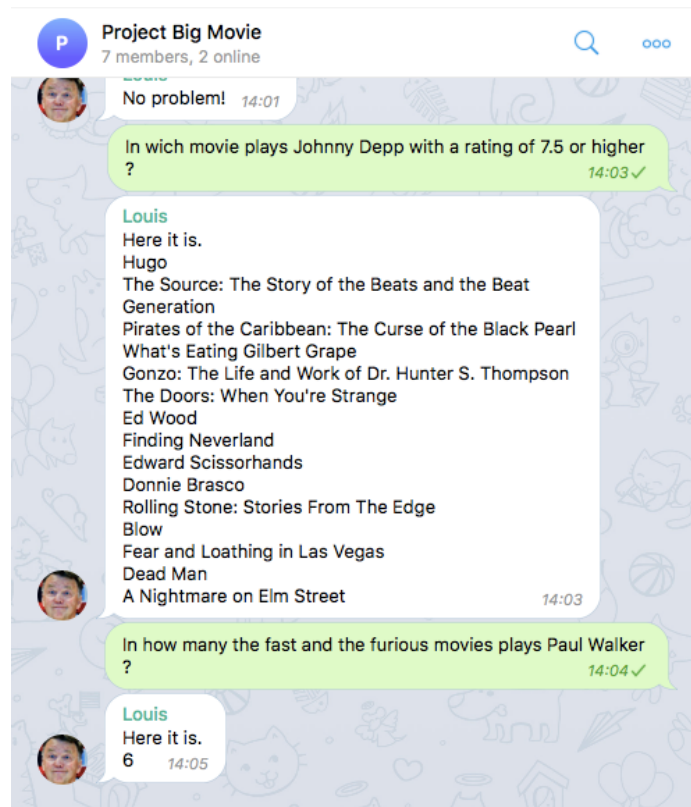 P
Project Big Movie
7 members, 2 online
No problem! 14:01
In wich movie plays Johnny Depp with a rating of 7.5 or higher
?
14:03
Louis
Here it is.
Hugo
The Source: The Story of the Beats and the Beat
Generation
Pirates of the Caribbean: The Curse of the Black Pearl
What's Eating Gilbert Grape
Gonzo: The Life and Work of Dr. Hunter S. Thompson
The Doors: When You're Strange
Ed Wood
Finding Neverland
Edward Scissorhands
Donnie Brasco
Rolling Stone: Stories From The Edge
Blow
Fear and Loathing in Las Vegas
Dead Man
A Nightmare on Elm Street 14:03
In how many the fast and the furious movies plays Paul Walker
?
14:04
Louis
Here it is.
6 14:05